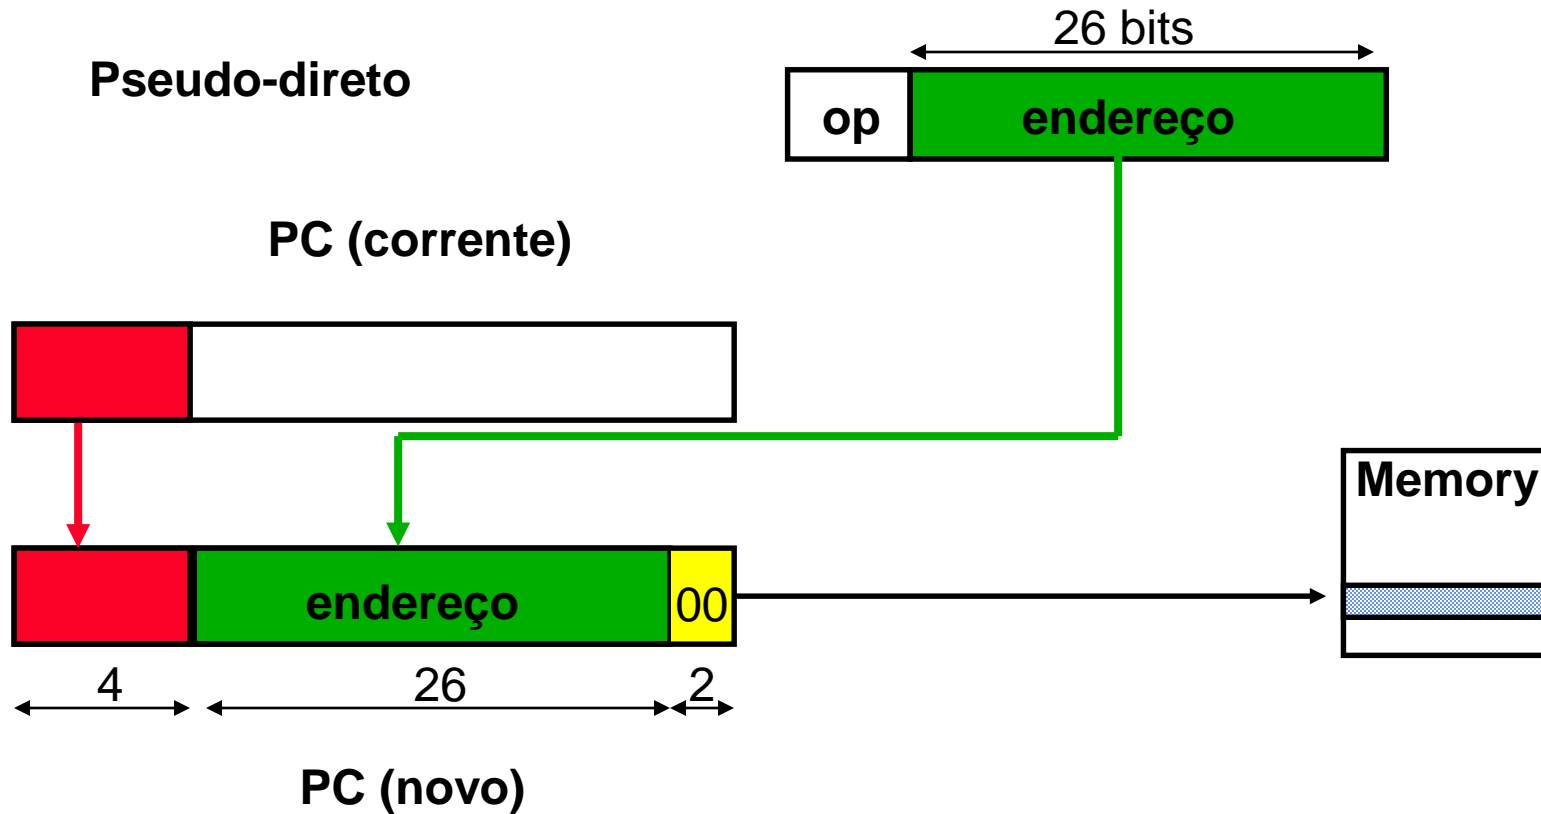 26 bits
Pseudo-direto
op endereço
PC (corrente)
Memory
endereço 00
4 26 2
PC (novo)